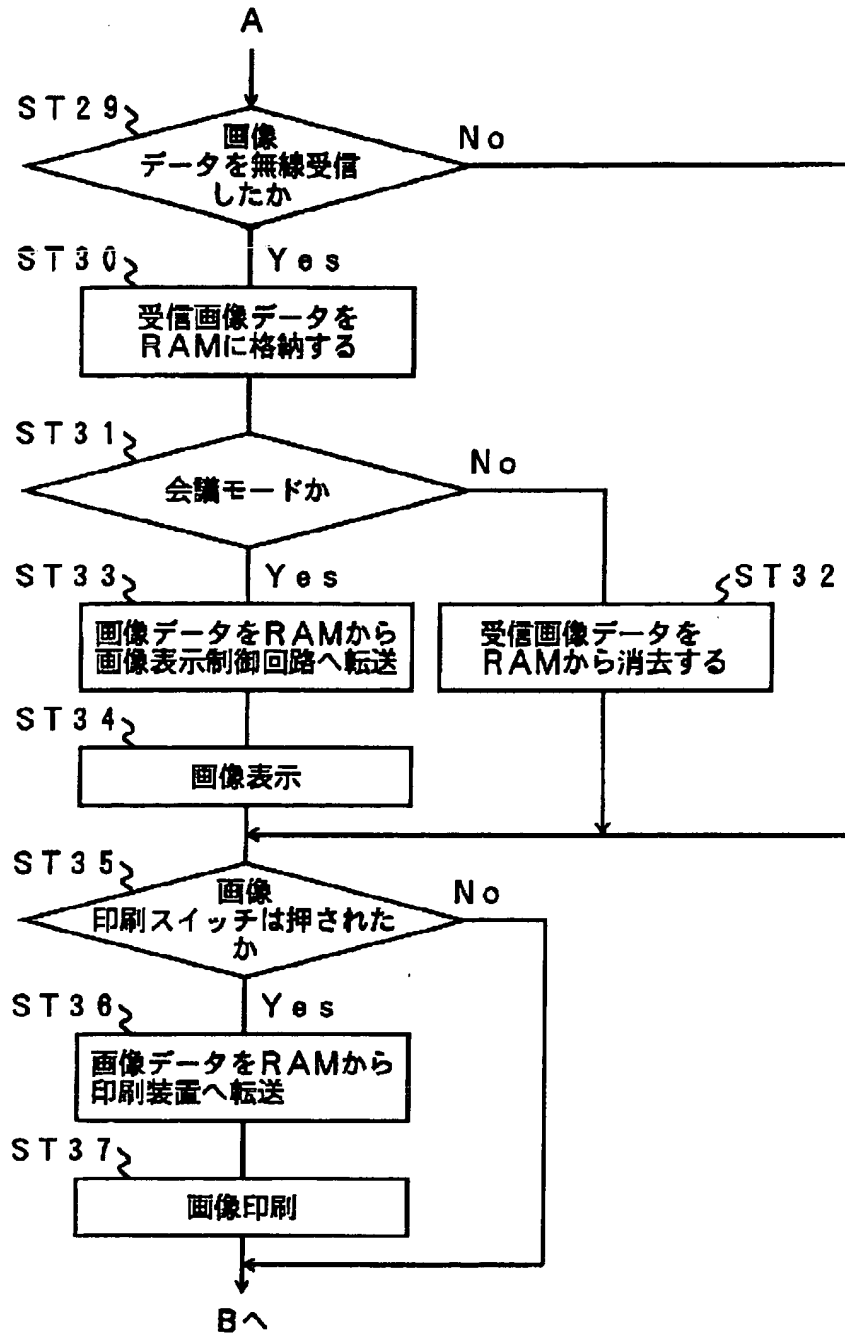 A
ST29
画像
データを無線受信
したか
No
ST30
Yes
受信画像データを
RAMに格納する
ST31
会議モードか
No
ST33
Yes
ST32
画像データをRAMから
画像表示制御回路へ転送
受信画像データを
RAMから消去する
ST34
画像表示
ST35
画像
印刷スイッチは押された
か
No
ST36
Yes
画像データをRAMから
印刷装置へ転送
ST37
画像印刷
Bへ